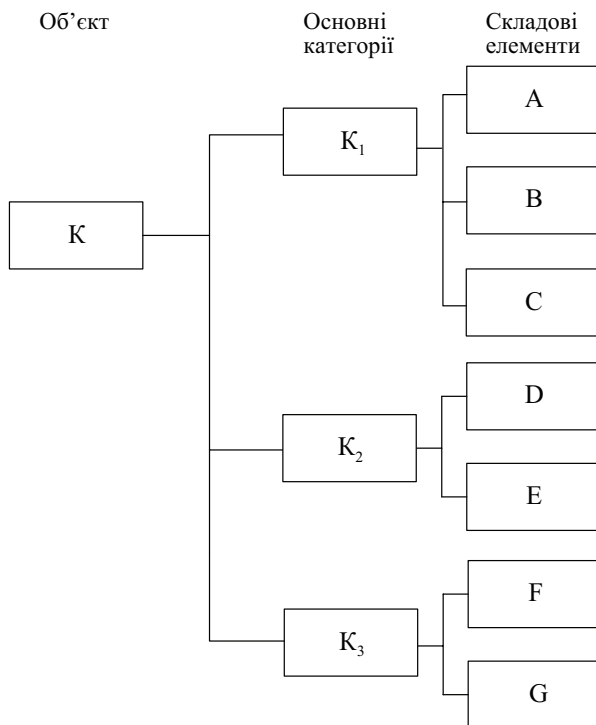 Об’єкт
Основні
категорії
Складові
елементи
К
К₁
К₂
К₃
A
B
C
D
E
F
G